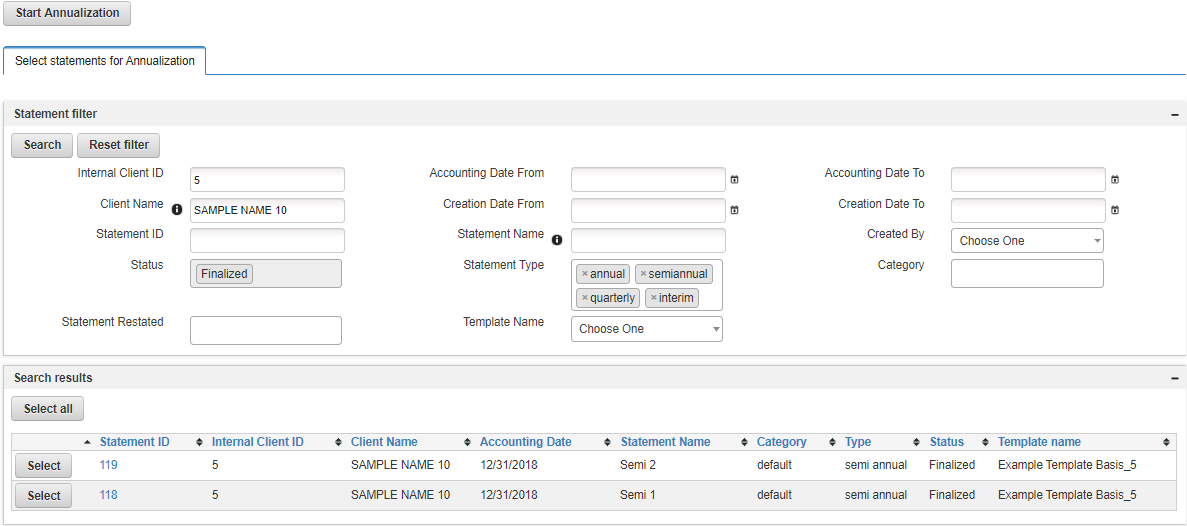 Start Annualization
Select statements for Annualization
Statement filter
Search Reset filter
Internal Client ID 5 Accounting Date From Accounting Date To
Client Name SAMPLE NAME 10 Creation Date From Creation Date To
Statement ID Statement Name Created By Choose One
Status Finalized Statement Type × annual × semiannual Category
× quarterly × interim
Statement Restated Template Name Choose One
Search results
Select all
Statement ID Internal Client ID Client Name Accounting Date Statement Name Category Type Status Template name
Select 119 5 SAMPLE NAME 10 12/31/2018 Semi 2 default semi annual Finalized Example Template Basis_5
Select 118 5 SAMPLE NAME 10 12/31/2018 Semi 1 default semi annual Finalized Example Template Basis_5